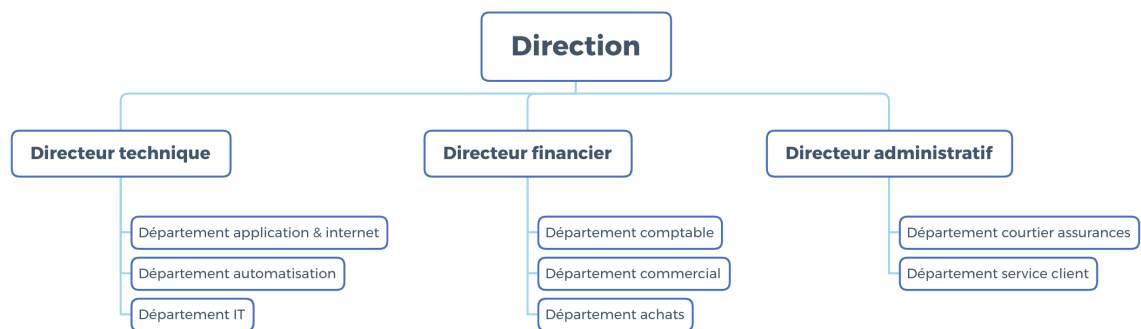 Direction
Directeur technique
Département application & internet
Département automatisation
Département IT
Directeur financier
Département comptable
Département commercial
Département achats
Directeur administratif
Département courtier assurances
Département service client